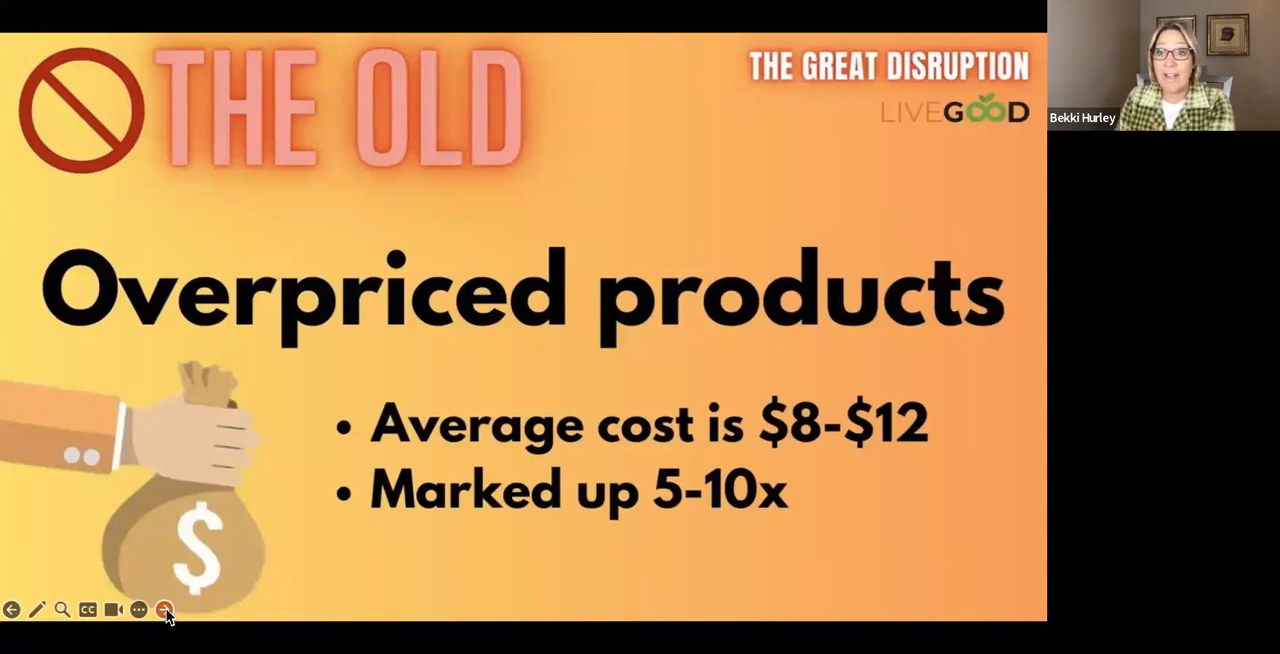 THE OLD
THE GREAT DISRUPTION
LIVEGOOD
Bekki Hurley
Overpriced products
• Average cost is $8-$12
• Marked up 5-10x
$
CC